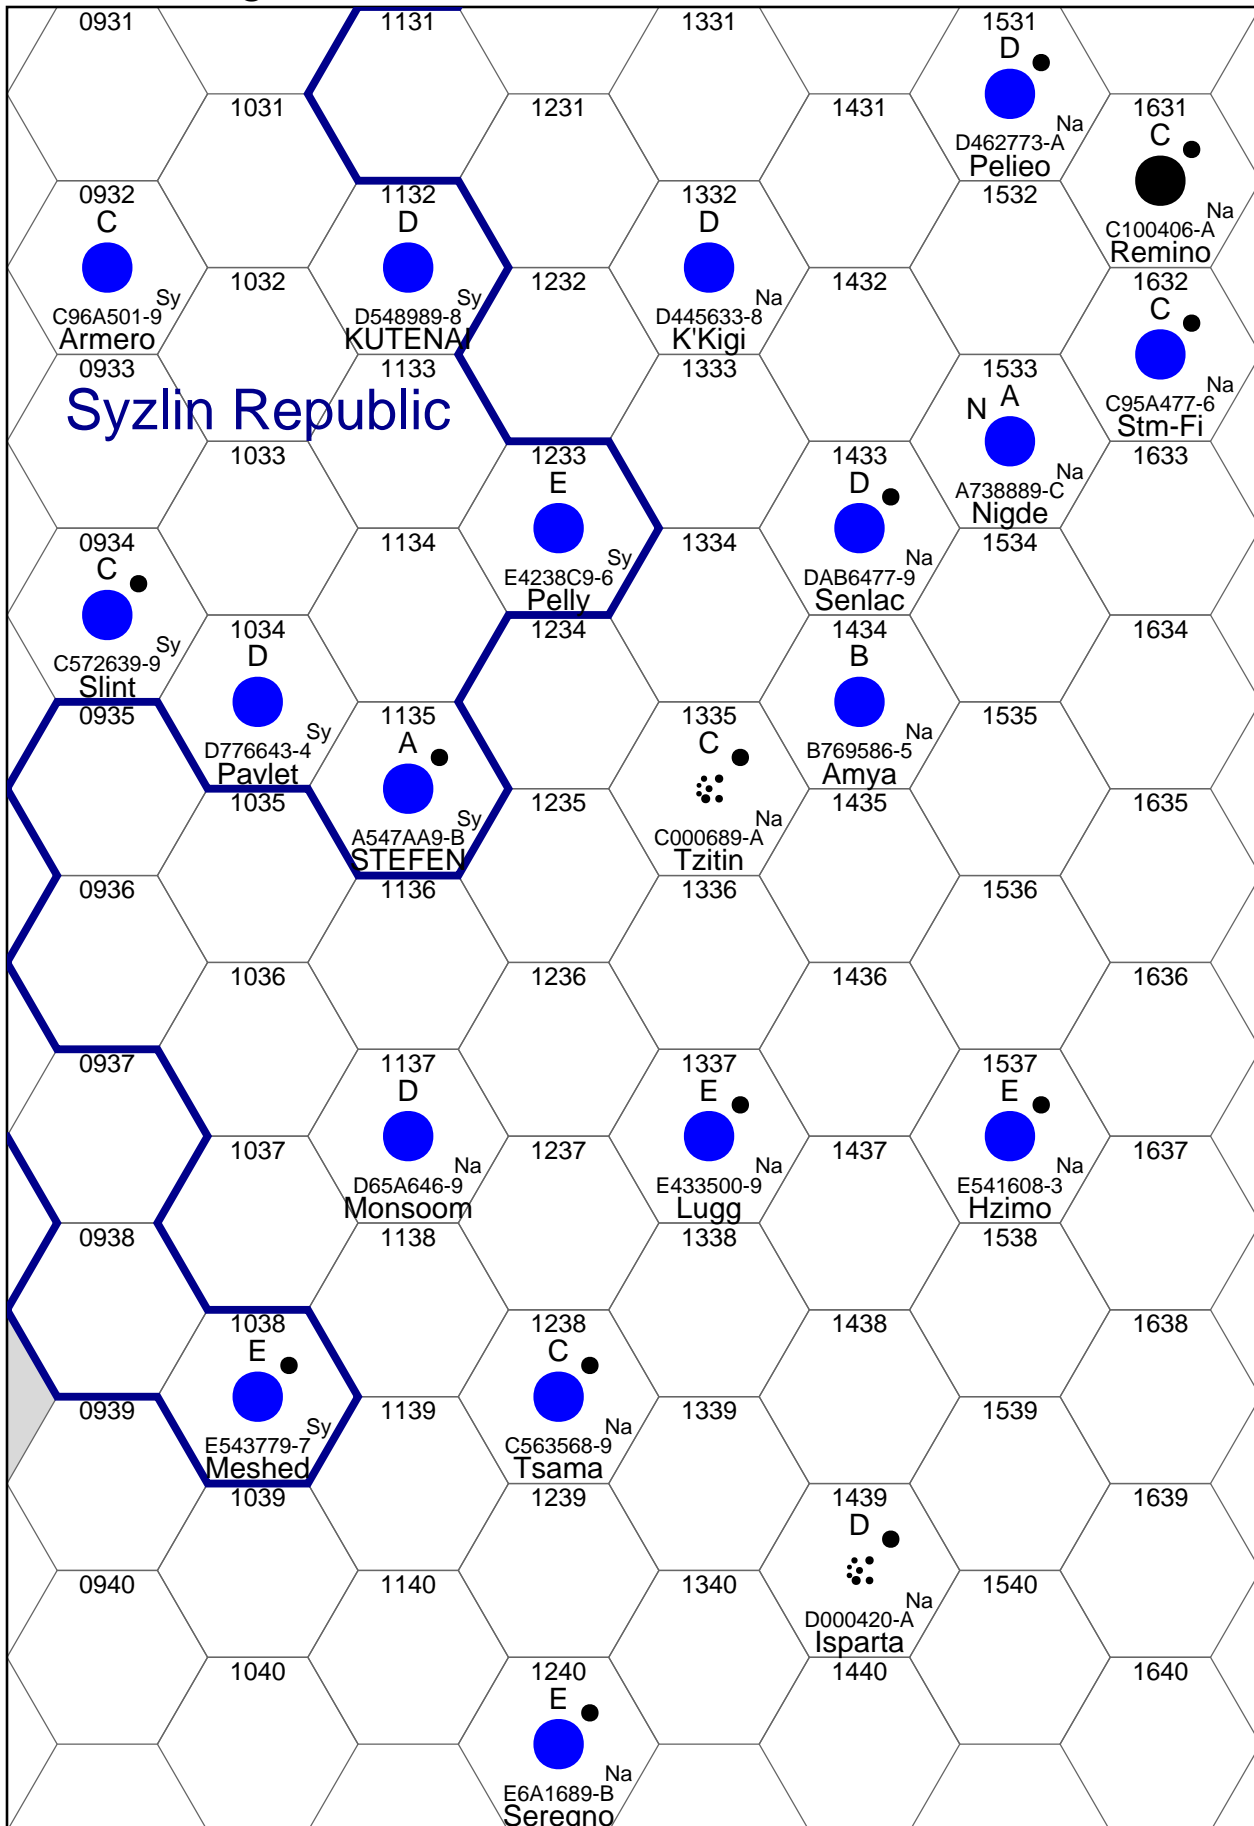 0931
1131
1331
1531
D
1031
1231
1431
1631
D462773-A
Na
Pelieo
C
0932
C
1132
D
1332
D
1532
C100406-A
Na
Remino
1032
1232
1432
1632
C
C96A501-9
Sy
Armero
D548989-8
Sy
KUTENAI
D445633-8
Na
K'Kigi
0933
1133
1333
1533
N
A
C95A477-6
Na
Stm-Fi
Syzlin Republic
1033
1233
E
1433
D
1633
A738889-C
Na
Nigde
0934
C
1134
1334
1534
E4238C9-6
Sy
Pelly
DAB6477-9
Na
Senlac
1034
D
1234
1434
B
1634
C572639-9
Sy
Slint
0935
1135
A
1335
C
1535
D776643-4
Sy
Pavlet
B769586-5
Na
Amya
1035
1235
1435
1635
A547AA9-B
Sy
STEFEN
C000689-A
Na
Tzitin
0936
1136
1336
1536
1036
1236
1436
1636
0937
1137
D
1337
E
1537
E
1037
1237
1437
1637
D65A646-9
Na
Monsoom
E433500-9
Na
Lugg
E541608-3
Na
Hzimo
0938
1138
1338
1538
1038
E
1238
C
1438
1638
0939
1139
1339
1539
E543779-7
Sy
Meshed
C563568-9
Na
Tsama
1039
1239
1439
D
1639
0940
1140
1340
1540
D000420-A
Na
Isparta
1040
1240
E
1440
1640
E6A1689-B
Na
Seregno